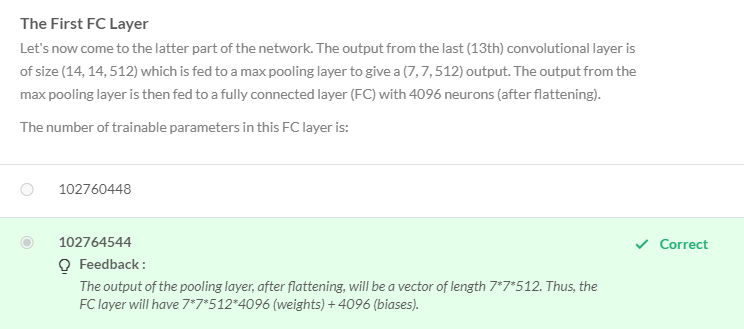 The First FC Layer
Let's now come to the latter part of the network. The output from the last (13th) convolutional layer is
of size (14, 14, 512) which is fed to a max pooling layer to give a (7, 7, 512) output. The output from the
max pooling layer is then fed to a fully connected layer (FC) with 4096 neurons (after flattening).
The number of trainable parameters in this FC layer is:
102760448
102764544
Correct
Feedback :
The output of the pooling layer, after flattening, will be a vector of length 7*7*512. Thus, the
FC layer will have 7*7*512*4096 (weights) + 4096 (biases).